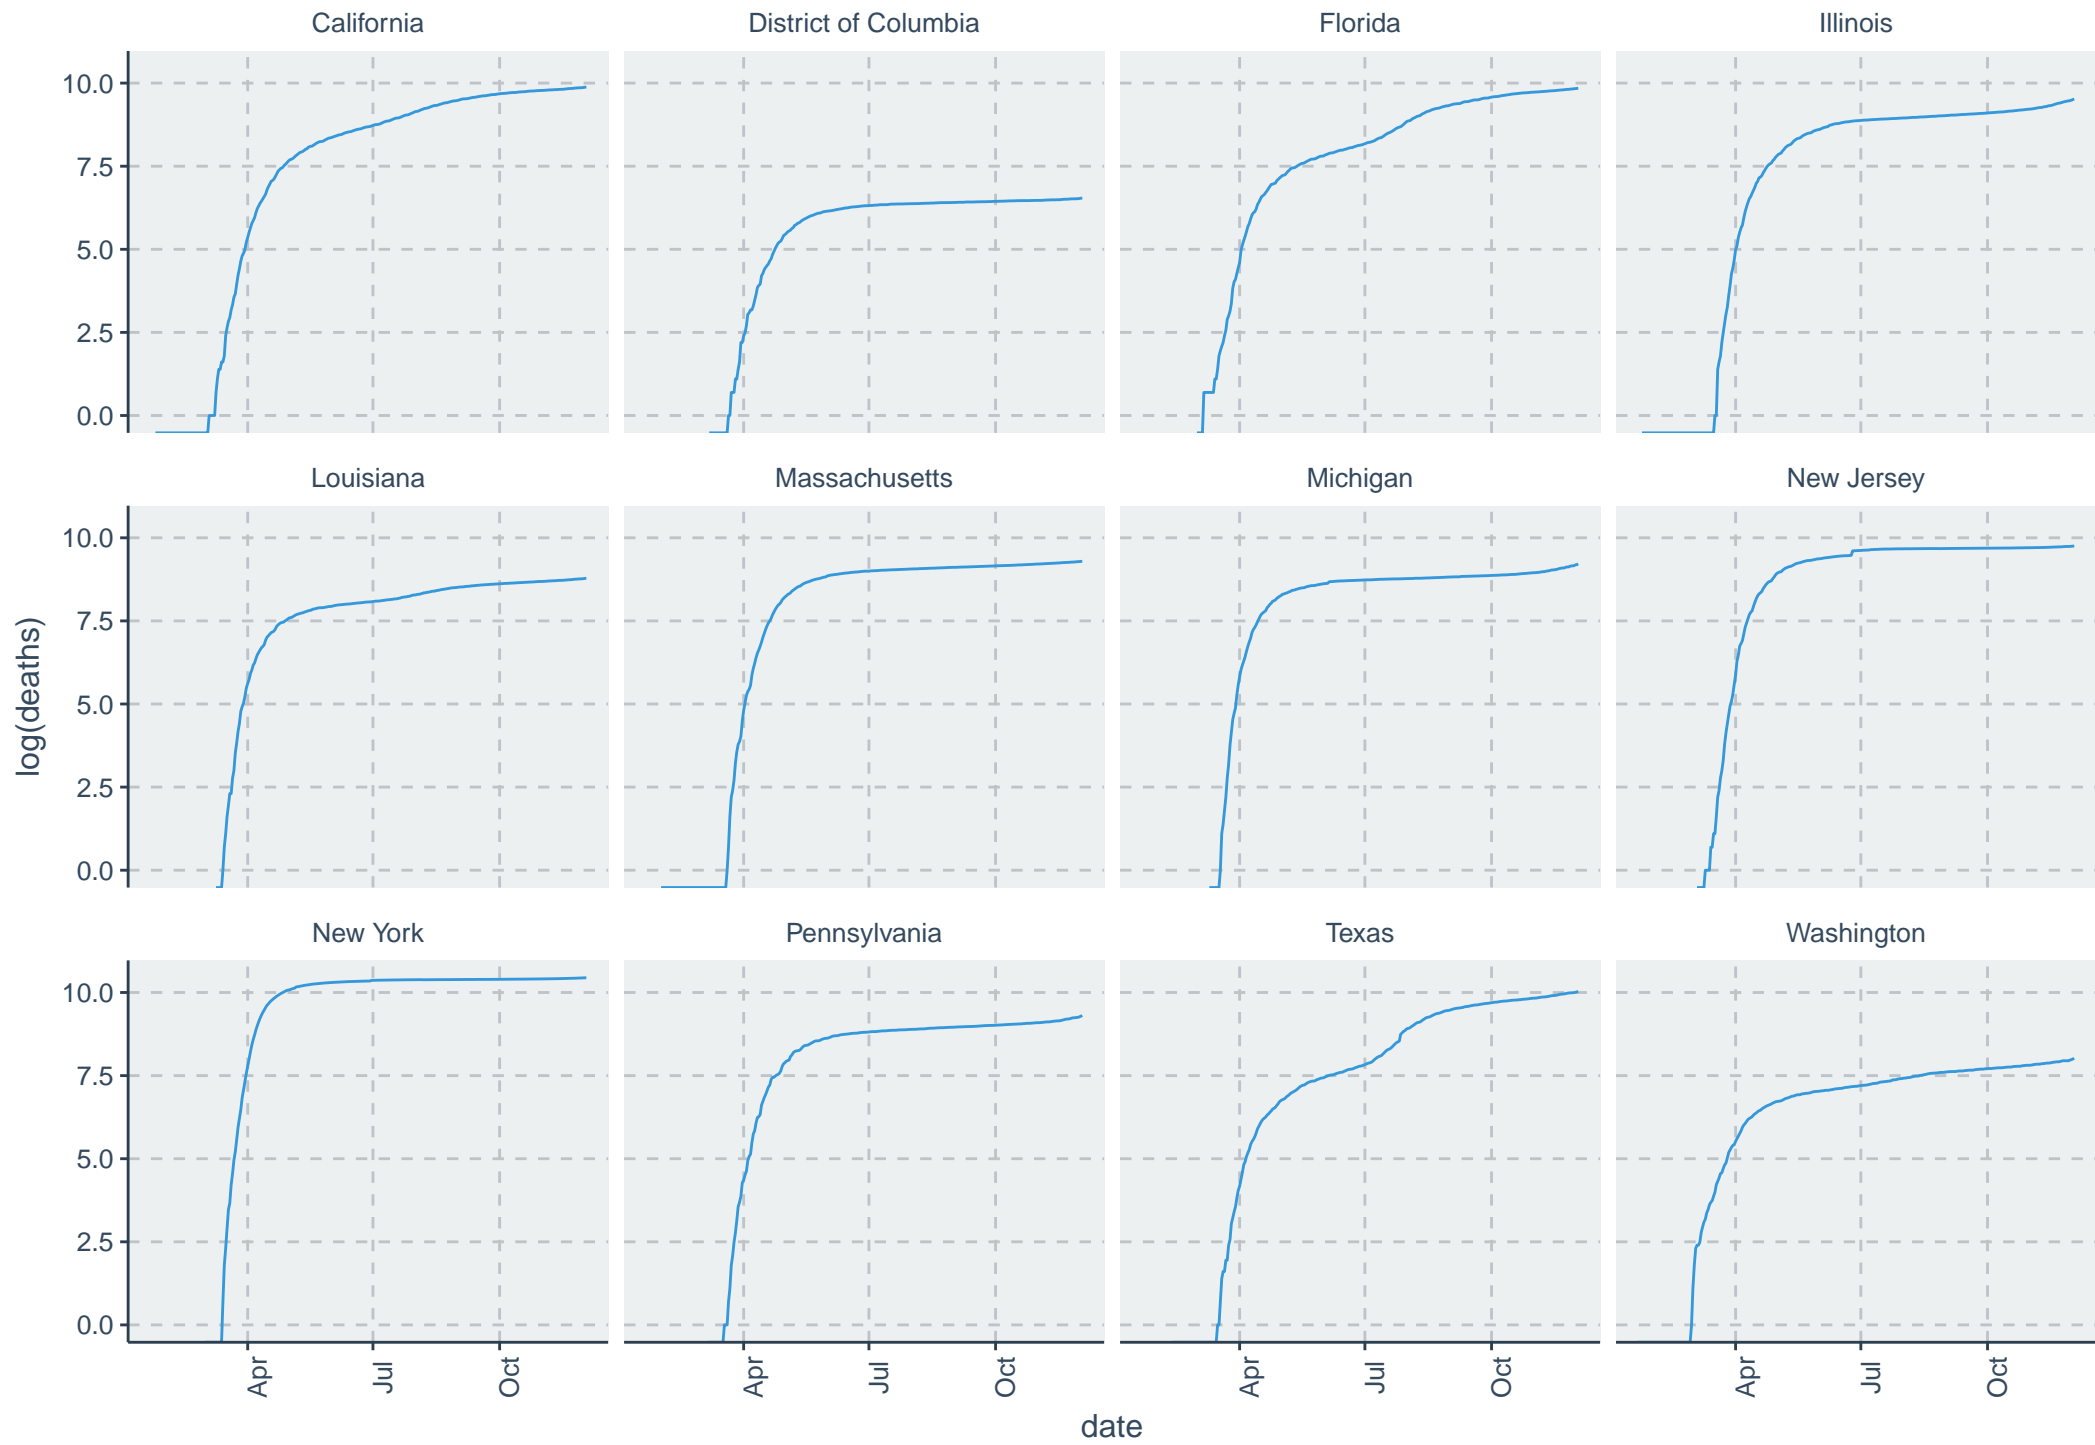 California
District of Columbia
Florida
Illinois
10.0
7.5
5.0
2.5
0.0
Louisiana
Massachusetts
Michigan
New Jersey
10.0
7.5
5.0
2.5
0.0
log(deaths)
New York
Pennsylvania
Texas
Washington
10.0
7.5
5.0
2.5
0.0
Apr
Jul
Oct
Apr
Jul
Oct
Apr
Jul
Oct
Apr
Jul
Oct
date